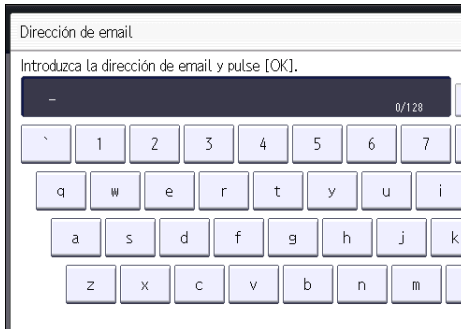 Dirección de email
Introduzca la dirección de email y pulse [OK].
_
0/128
` 1 2 3 4 5 6 7
q w e r t y u i
a s d f g h j k
z x c v b n m